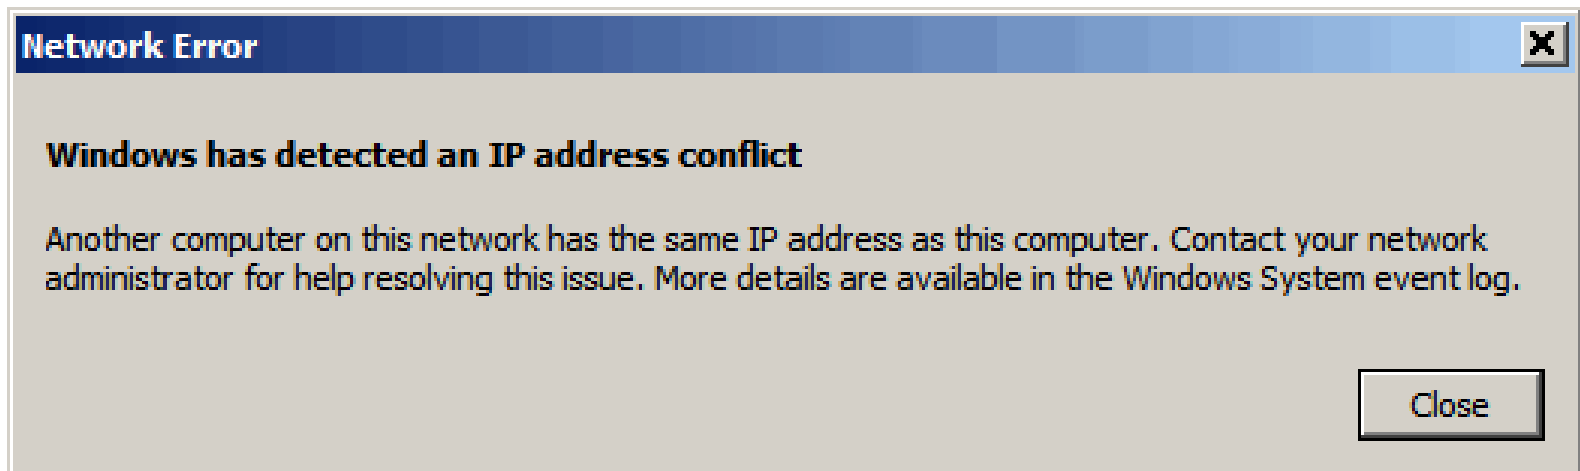 Network Error
Windows has detected an IP address conflict
Another computer on this network has the same IP address as this computer. Contact your network
administrator for help resolving this issue. More details are available in the Windows System event log.
Close